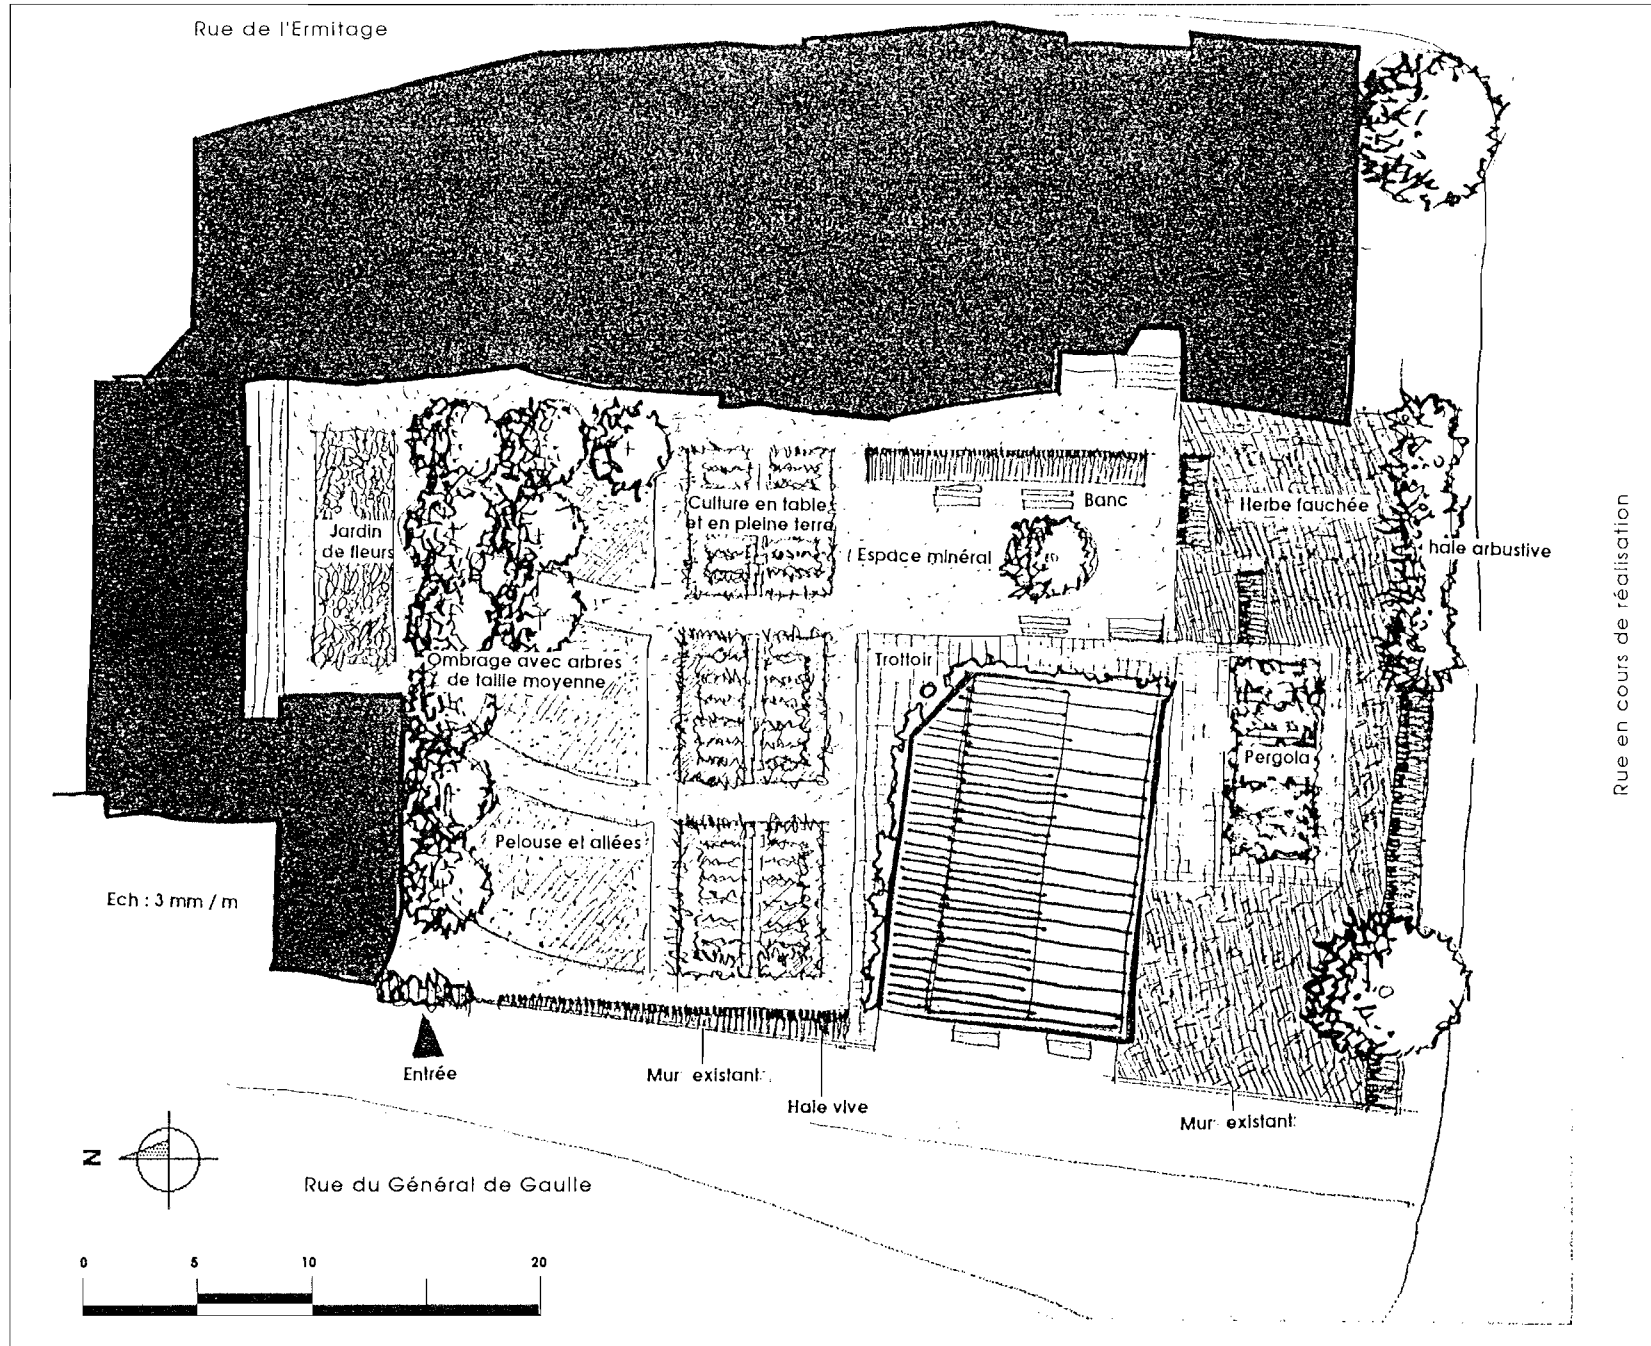 Rue de l'Ermitage
Culture en table
et en pleine terre
Banc
Herbe fauchée
Jardin
de fleurs
Espace minéral
haie arbustive
Rue en cours de réalisation
Ombrage avec arbres
de taille moyenne
Trottoir
Pergola
Pelouse et allées
Ech : 3 mm / m
Entrée
Mur existant
Haie vive
Mur existant
N
Rue du Général de Gaulle
0 5 10 20